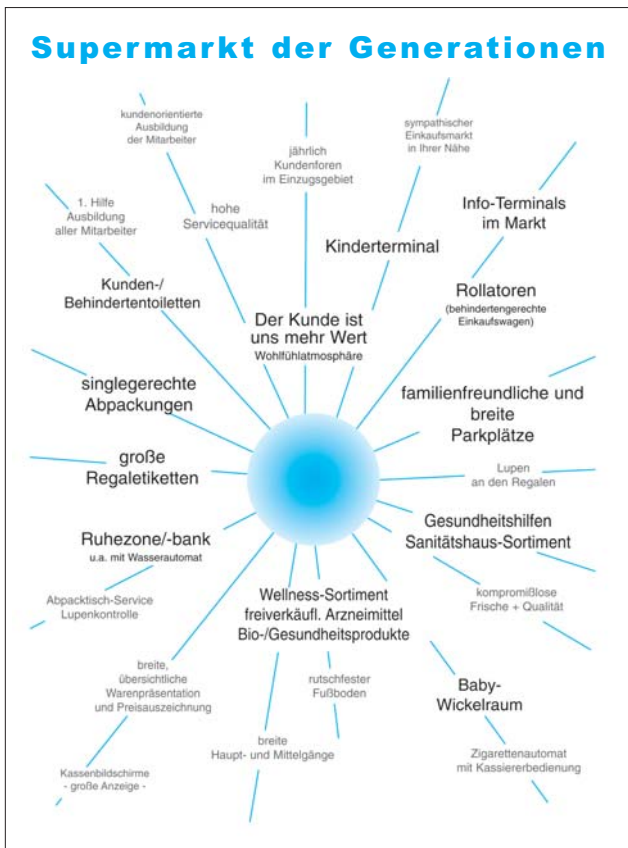 Supermarkt der Generationen
kundenorientierte
Ausbildung
der Mitarbeiter
jährlich
Kundenforen
im Einzugsgebiet
sympathischer
Einkaufsmarkt
in Ihrer Nähe
1. Hilfe
Ausbildung
aller Mitarbeiter
hohe
Servicequalität
Kinderterminal
Info-Terminals
im Markt
Kunden-/
Behindertentoiletten
Der Kunde ist
uns mehr Wert
Wohlfühlatmosphäre
Rollatoren
(behindertengerechte
Einkaufswagen)
singlegerechte
Abpackungen
familienfreundliche und
breite
Parkplätze
große
Regaletiketten
Lupen
an den Regalen
Ruhezone/-bank
u.a. mit Wasserautomat
Gesundheitshilfen
Sanitätshaus-Sortiment
Abpacktisch-Service
Lupenkontrolle
Wellness-Sortiment
freiverkäufl. Arzneimittel
Bio-/Gesundheitsprodukte
kompromißlose
Frische + Qualität
breite,
übersichtliche
Warenpräsentation
und Preisauszeichnung
rutschfester
Fußboden
Baby-
Wickelraum
breite
Haupt- und Mittelgänge
Kassenbildschirme
- große Anzeige -
Zigarettenautomat
mit Kassiererbedienung